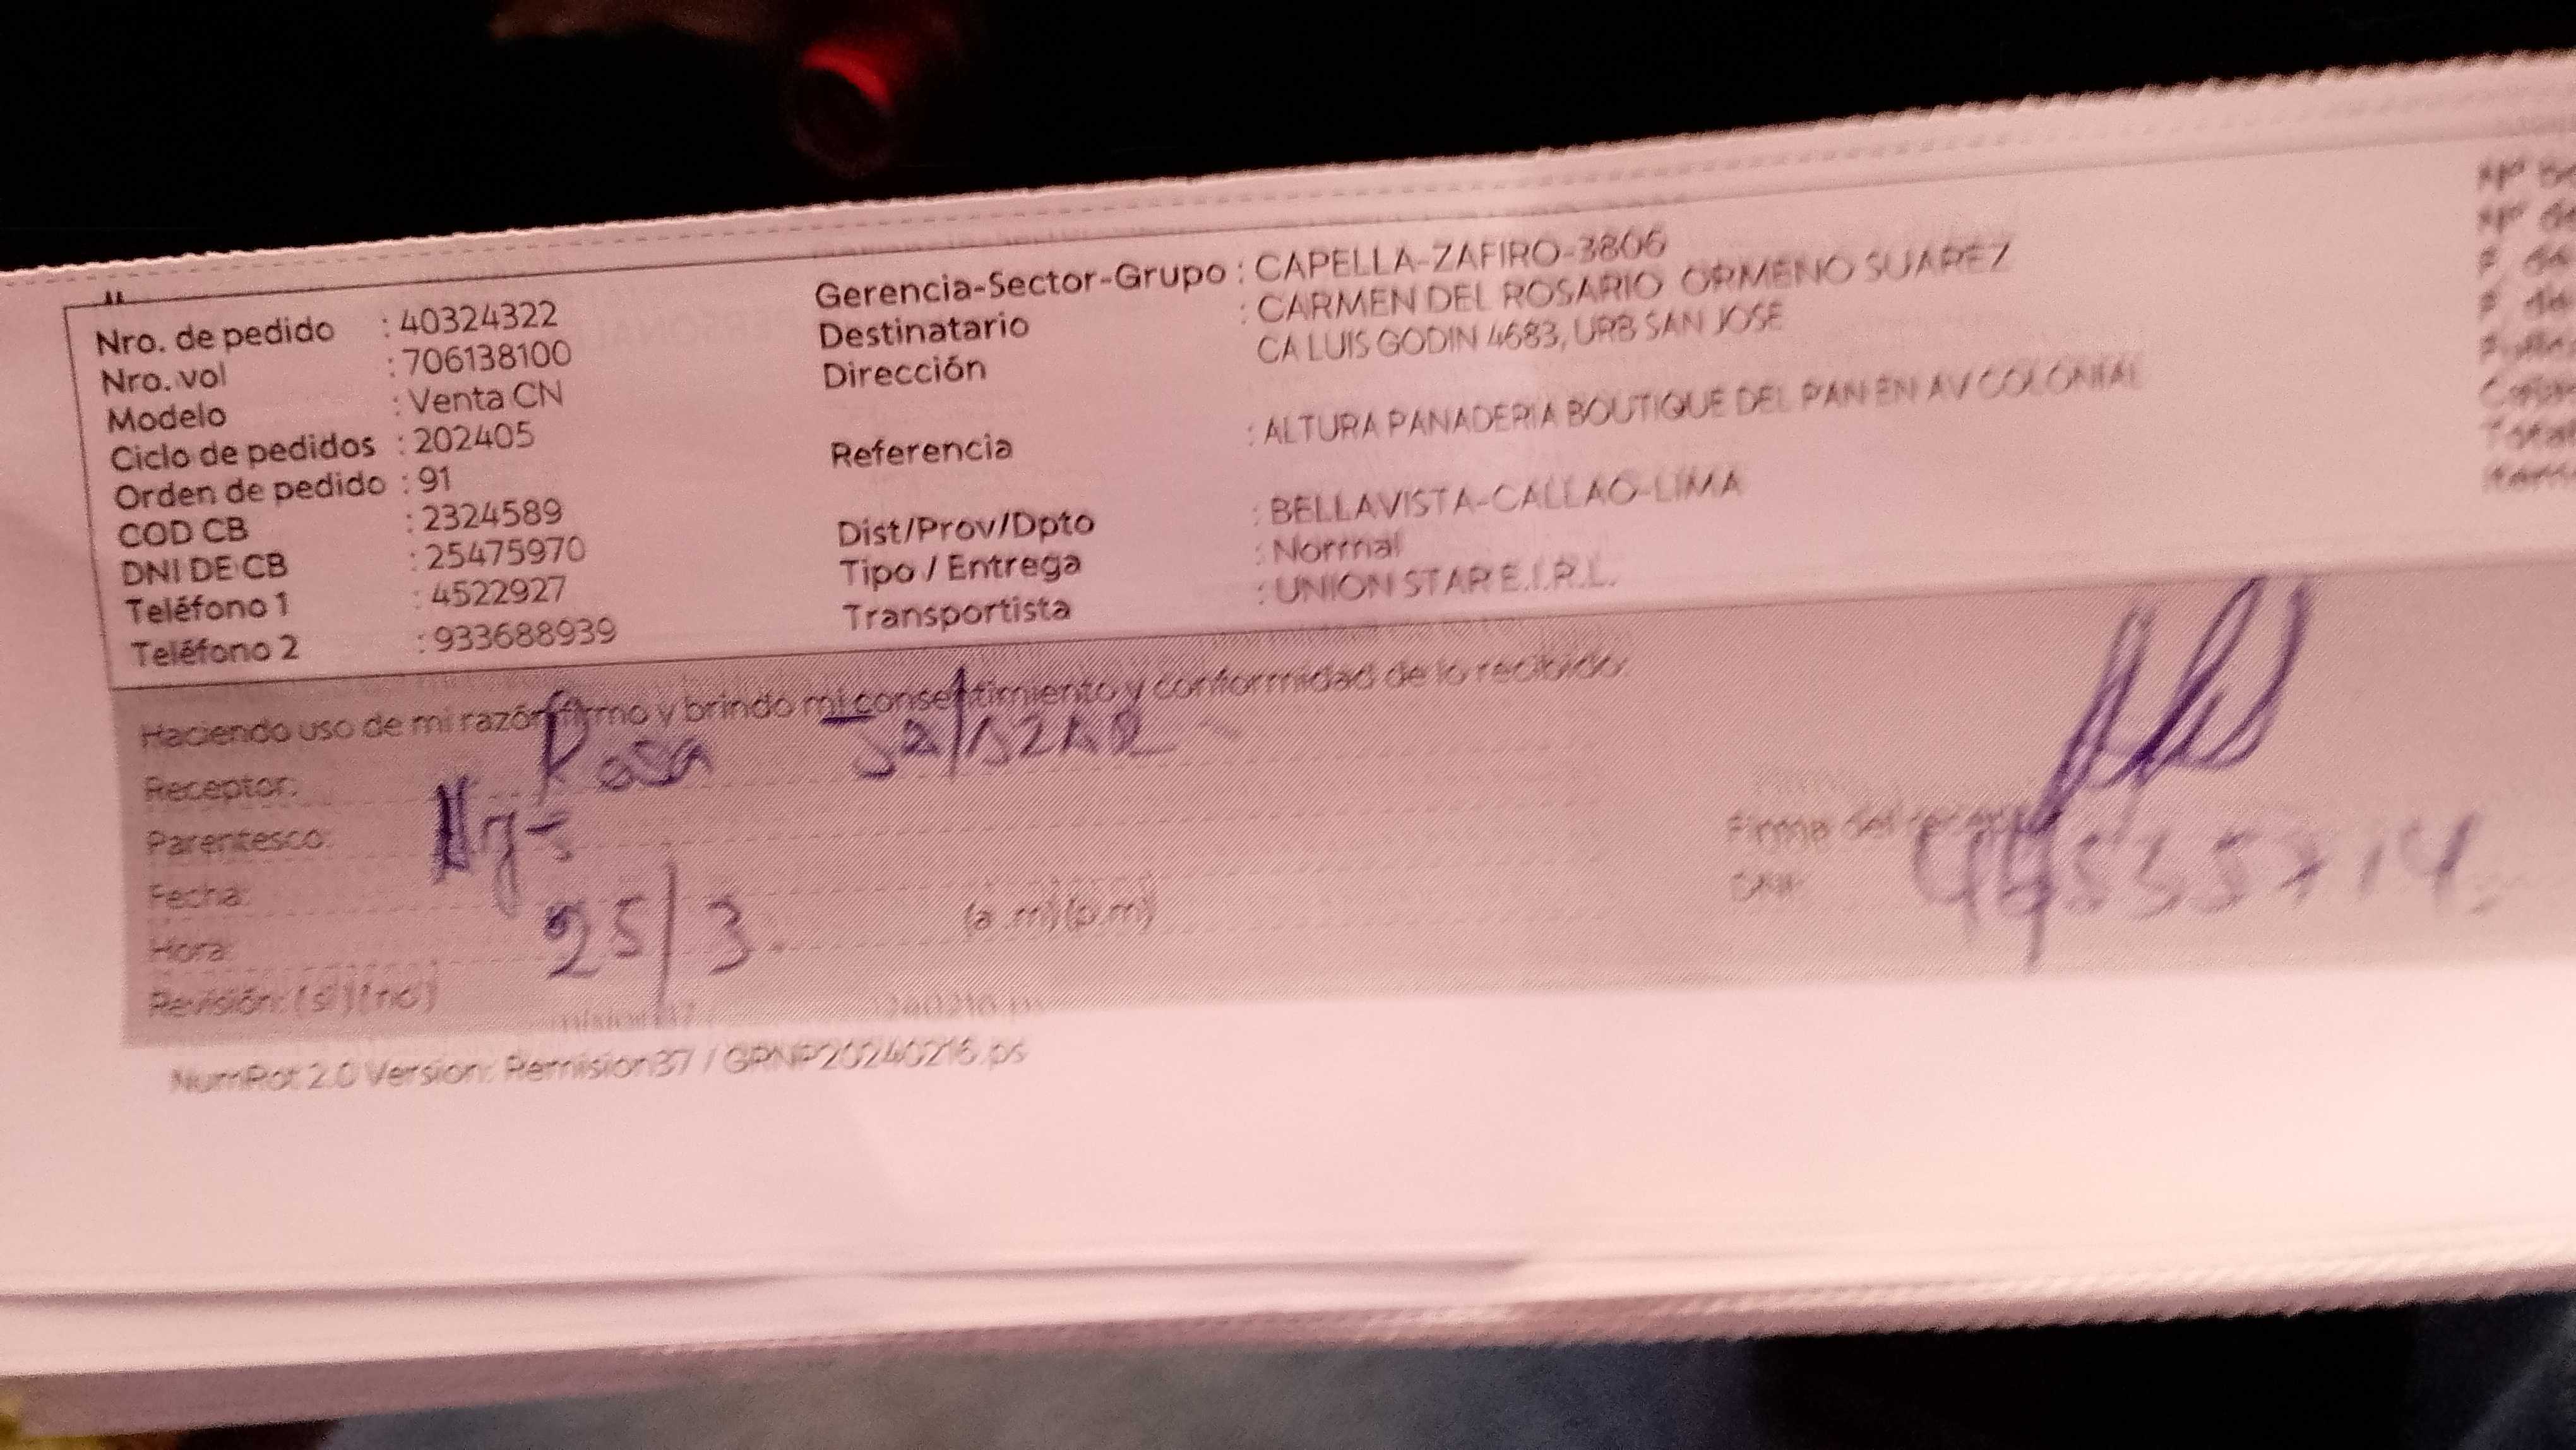 Nro. de pedido : 40324322
Nro. vol : 706138100
Modelo : Venta CN
Ciclo de pedidos : 202405
Orden de pedido : 91
COD CB : 2324589
DNI DE CB : 25475970
Teléfono 1 : 4522927
Teléfono 2 : 933688939
Gerencia-Sector-Grupo : CAPELLA-ZAFIRO-3806
Destinatario : CARMEN DEL ROSARIO ORMENO SUAREZ
Dirección CA LUIS GODIN 4683, URB SAN JOSE
Referencia : ALTURA PANADERIA BOUTIQUE DEL PAN EN AV COLONIAL
Dist/Prov/Dpto : BELLAVISTA-CALLAO-LIMA
Tipo / Entrega : Normal
Transportista : UNION STAR E.I.R.L.
Haciendo uso de mi razón firmo y brindo mi consentimiento y conformidad de lo recibido.
Receptor: Rosa
Parentesco:
Fecha: 25/3
Hora: (a .m) (p.m)
Revisión: (si) (no)
Firma del
DNI:
NumRot 2.0 Version: Remision37 / GRNP20240216.ps